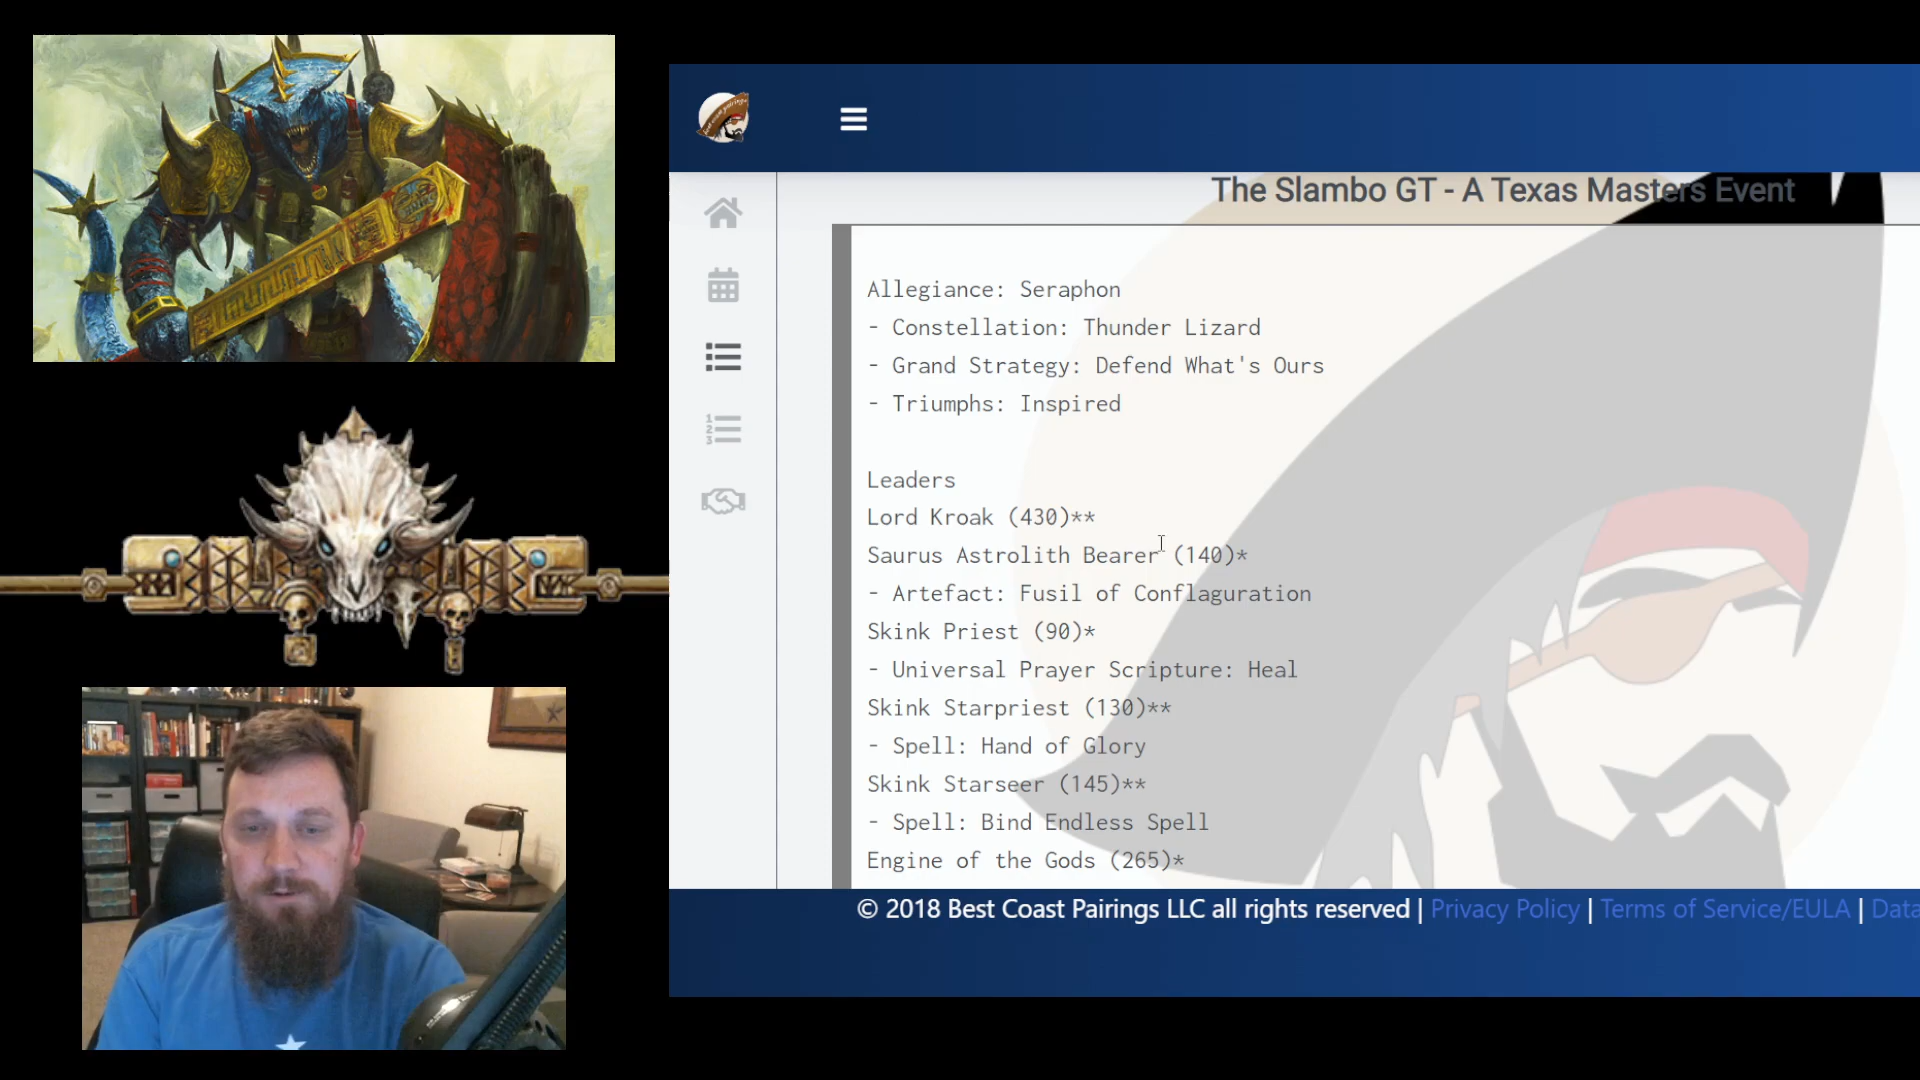 The Slambo GT - A Texas Masters Event
Allegiance: Seraphon
- Constellation: Thunder Lizard
- Grand Strategy: Defend What's Ours
- Triumphs: Inspired
Leaders
Lord Kroak (430)**
Saurus Astrolith Bearer (140)*
- Artefact: Fusil of Conflaguration
Skink Priest (90)*
- Universal Prayer Scripture: Heal
Skink Starpriest (130)**
- Spell: Hand of Glory
Skink Starseer (145)**
- Spell: Bind Endless Spell
Engine of the Gods (265)*
© 2018 Best Coast Pairings LLC all rights reserved | Privacy Policy | Terms of Service/EULA | Data